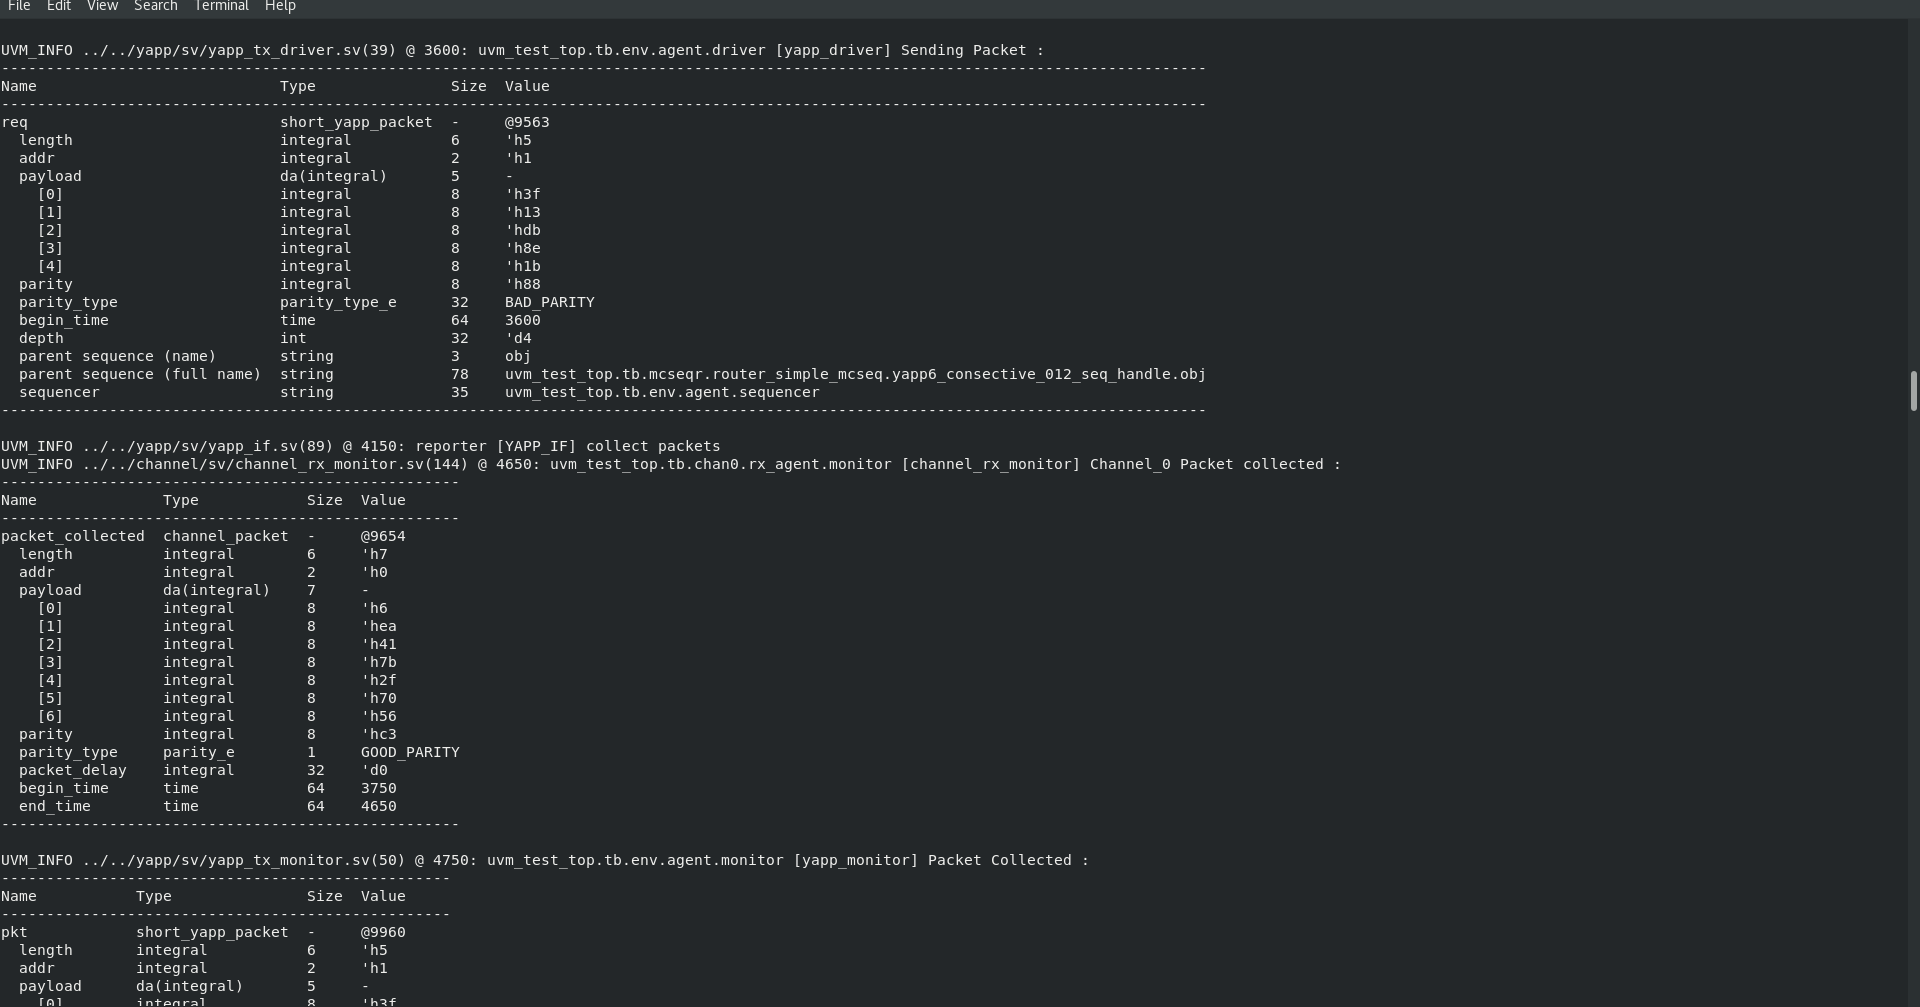 File Edit View Search Terminal Help
UVM_INFO ../../yapp/sv/yapp_tx_driver.sv(39) @ 3600: uvm_test_top.tb.env.agent.driver [yapp_driver] Sending Packet :
--------------------------------------------------------------------------------------------------------------------------------------
Name                           Type               Size  Value
--------------------------------------------------------------------------------------------------------------------------------------
req                            short_yapp_packet  -     @9563
  length                       integral           6     'h5
  addr                         integral           2     'h1
  payload                      da(integral)       5     -
    [0]                        integral           8     'h3f
    [1]                        integral           8     'h13
    [2]                        integral           8     'hdb
    [3]                        integral           8     'h8e
    [4]                        integral           8     'h1b
  parity                       integral           8     'h88
  parity_type                  parity_type_e      32    BAD_PARITY
  begin_time                   time               64    3600
  depth                        int                32    'd4
  parent sequence (name)       string             3     obj
  parent sequence (full name)  string             78    uvm_test_top.tb.mcseqr.router_simple_mcseq.yapp6_consective_012_seq_handle.obj
  sequencer                    string             35    uvm_test_top.tb.env.agent.sequencer
--------------------------------------------------------------------------------------------------------------------------------------
UVM_INFO ../../yapp/sv/yapp_if.sv(89) @ 4150: reporter [YAPP_IF] collect packets
UVM_INFO ../../channel/sv/channel_rx_monitor.sv(144) @ 4650: uvm_test_top.tb.chan0.rx_agent.monitor [channel_rx_monitor] Channel_0 Packet collected :
---------------------------------------------------
Name              Type            Size  Value
---------------------------------------------------
packet_collected  channel_packet  -     @9654
  length          integral        6     'h7
  addr            integral        2     'h0
  payload         da(integral)    7     -
    [0]           integral        8     'h6
    [1]           integral        8     'hea
    [2]           integral        8     'h41
    [3]           integral        8     'h7b
    [4]           integral        8     'h2f
    [5]           integral        8     'h70
    [6]           integral        8     'h56
  parity          integral        8     'hc3
  parity_type     parity_e        1     GOOD_PARITY
  packet_delay    integral        32    'd0
  begin_time      time            64    3750
  end_time        time            64    4650
---------------------------------------------------
UVM_INFO ../../yapp/sv/yapp_tx_monitor.sv(50) @ 4750: uvm_test_top.tb.env.agent.monitor [yapp_monitor] Packet Collected :
--------------------------------------------------
Name           Type               Size  Value
--------------------------------------------------
pkt            short_yapp_packet  -     @9960
  length       integral           6     'h5
  addr         integral           2     'h1
  payload      da(integral)       5     -
    [0]        integral           8     'h3f